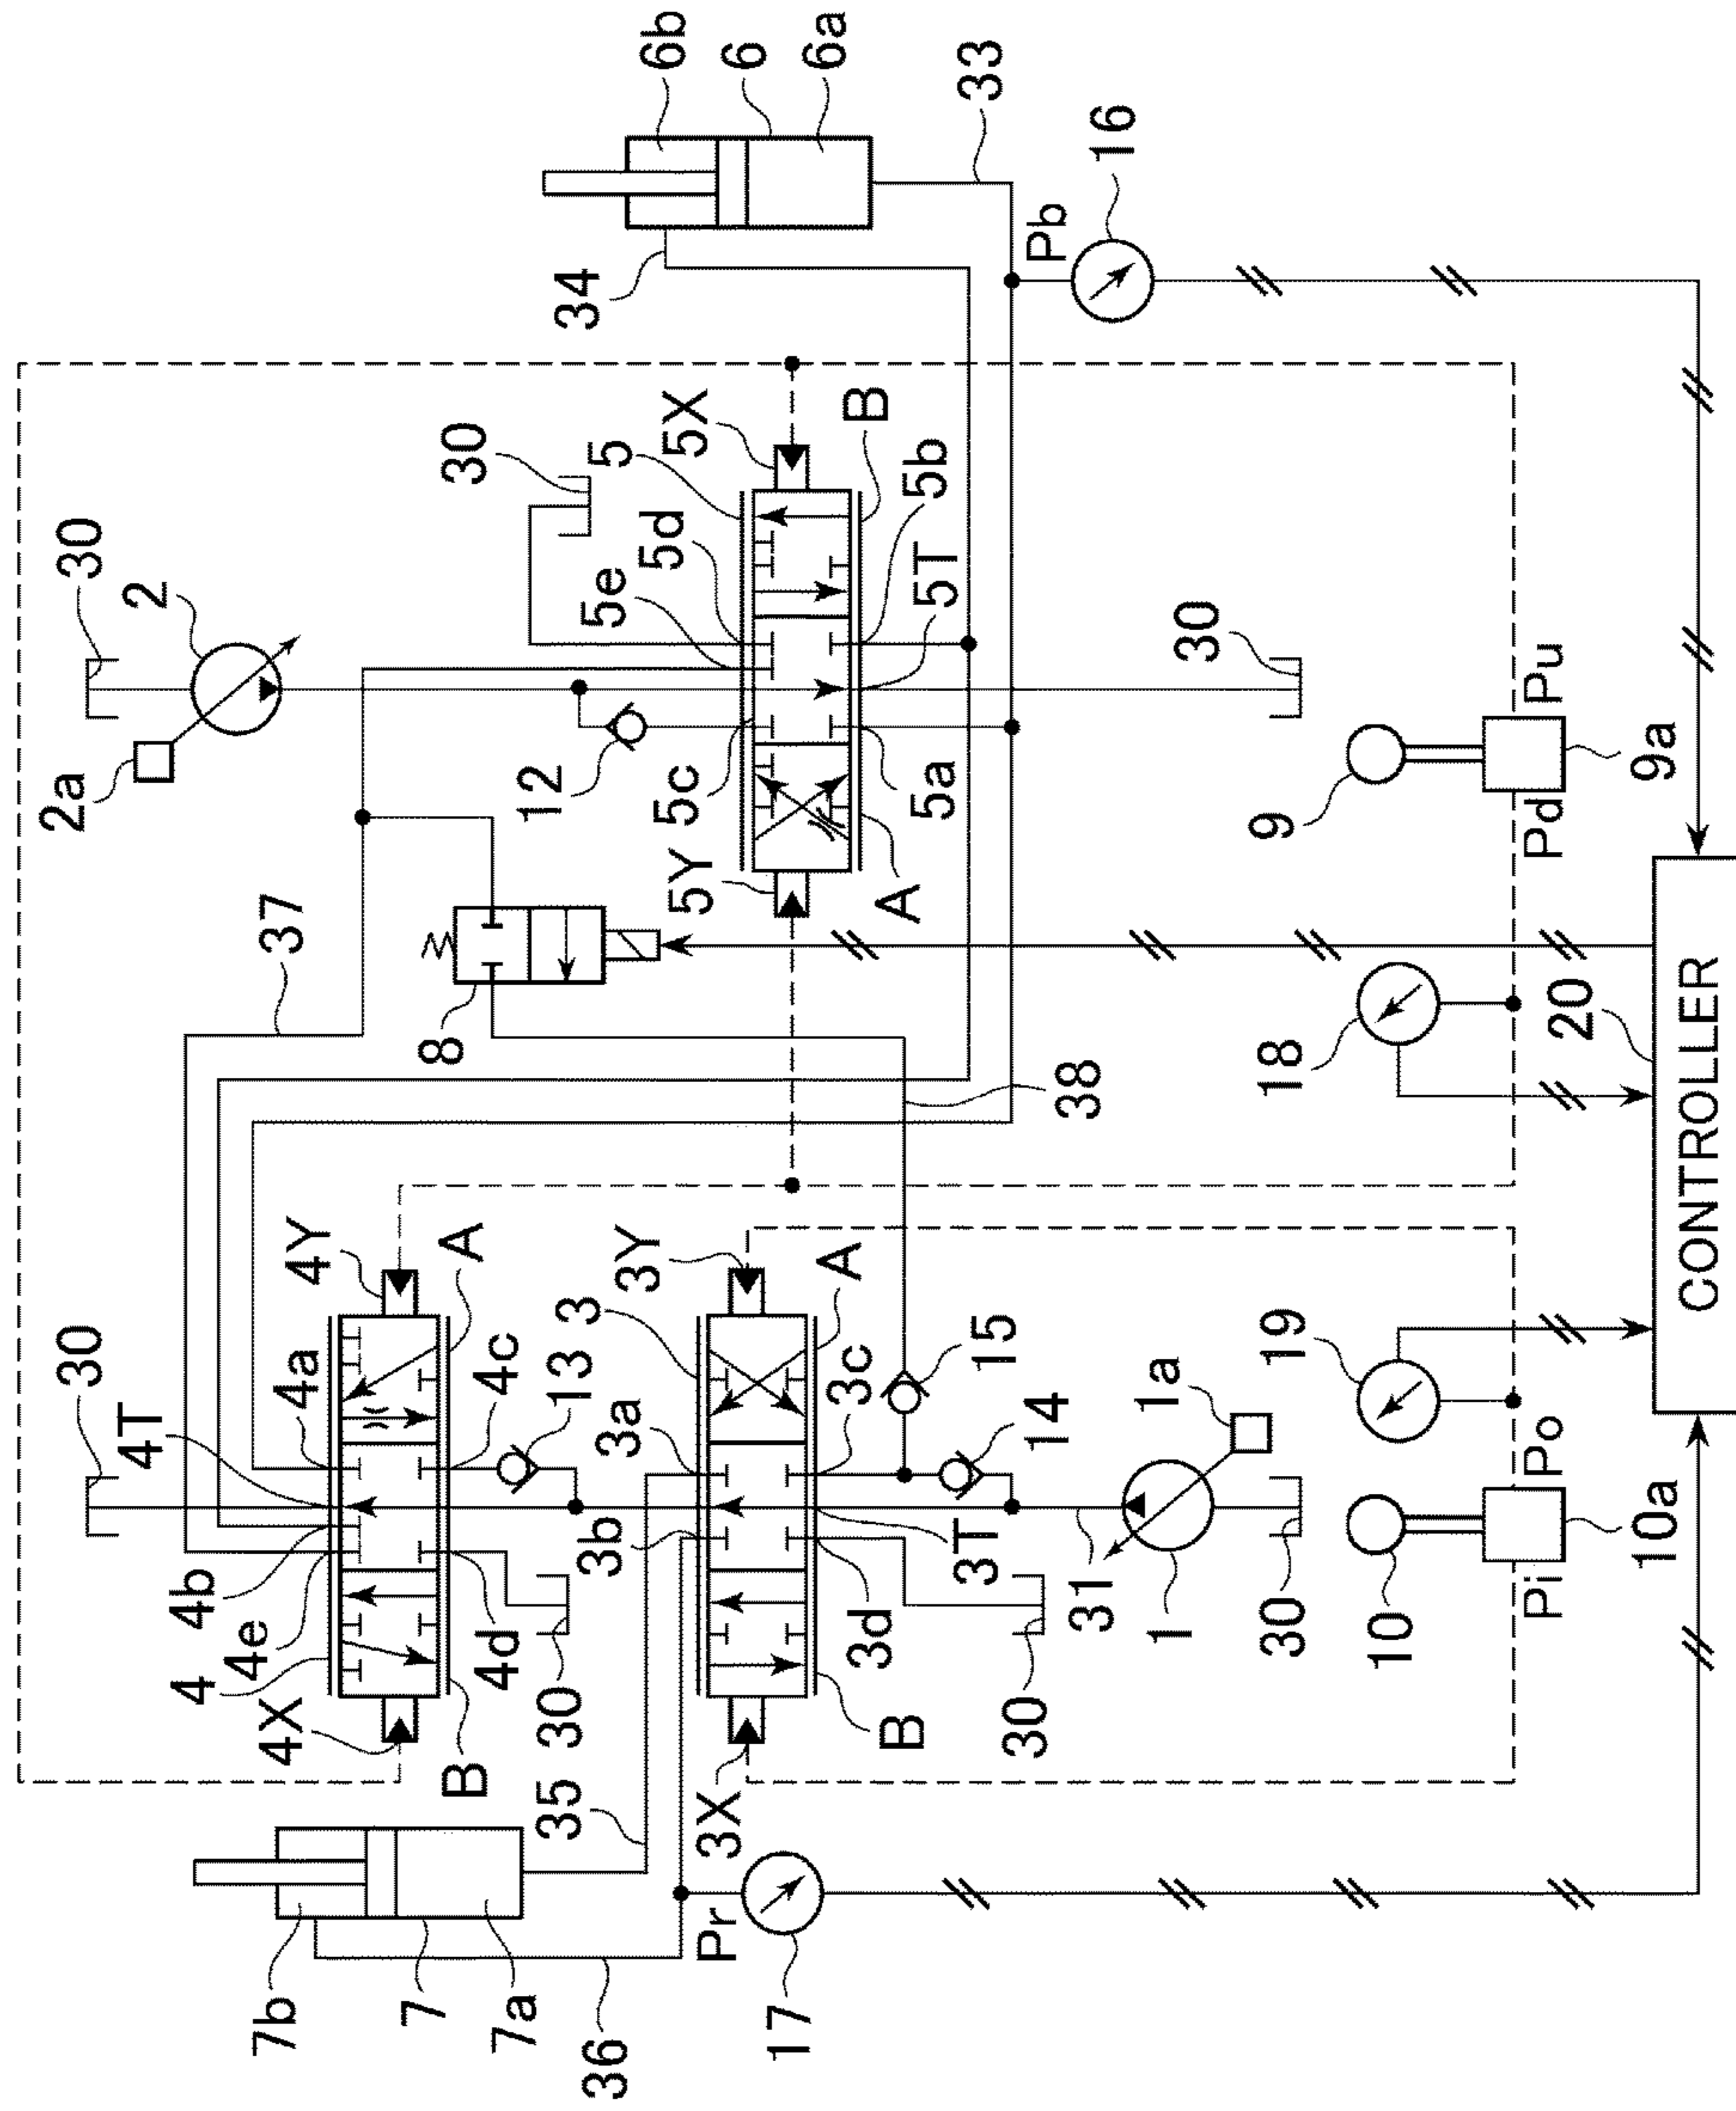 6b
6
6a
33
16
Pb
34
30
2
2a
30
5
5X
B
5d
5b
5e
5T
12
5c
5a
5Y
A
30
Pu
9
9a
Pd
37
8
38
18
20
CONTROLLER
30
4T
4a
4Y
A
4c
13
3
3Y
A
3a
3c
15
14
1a
19
Po
4b
4e
4
4X
B
4d
30
3b
3T
3d
B
30
31
1
30
10
10a
Pi
35
3X
7b
7
7a
36
Pr
17